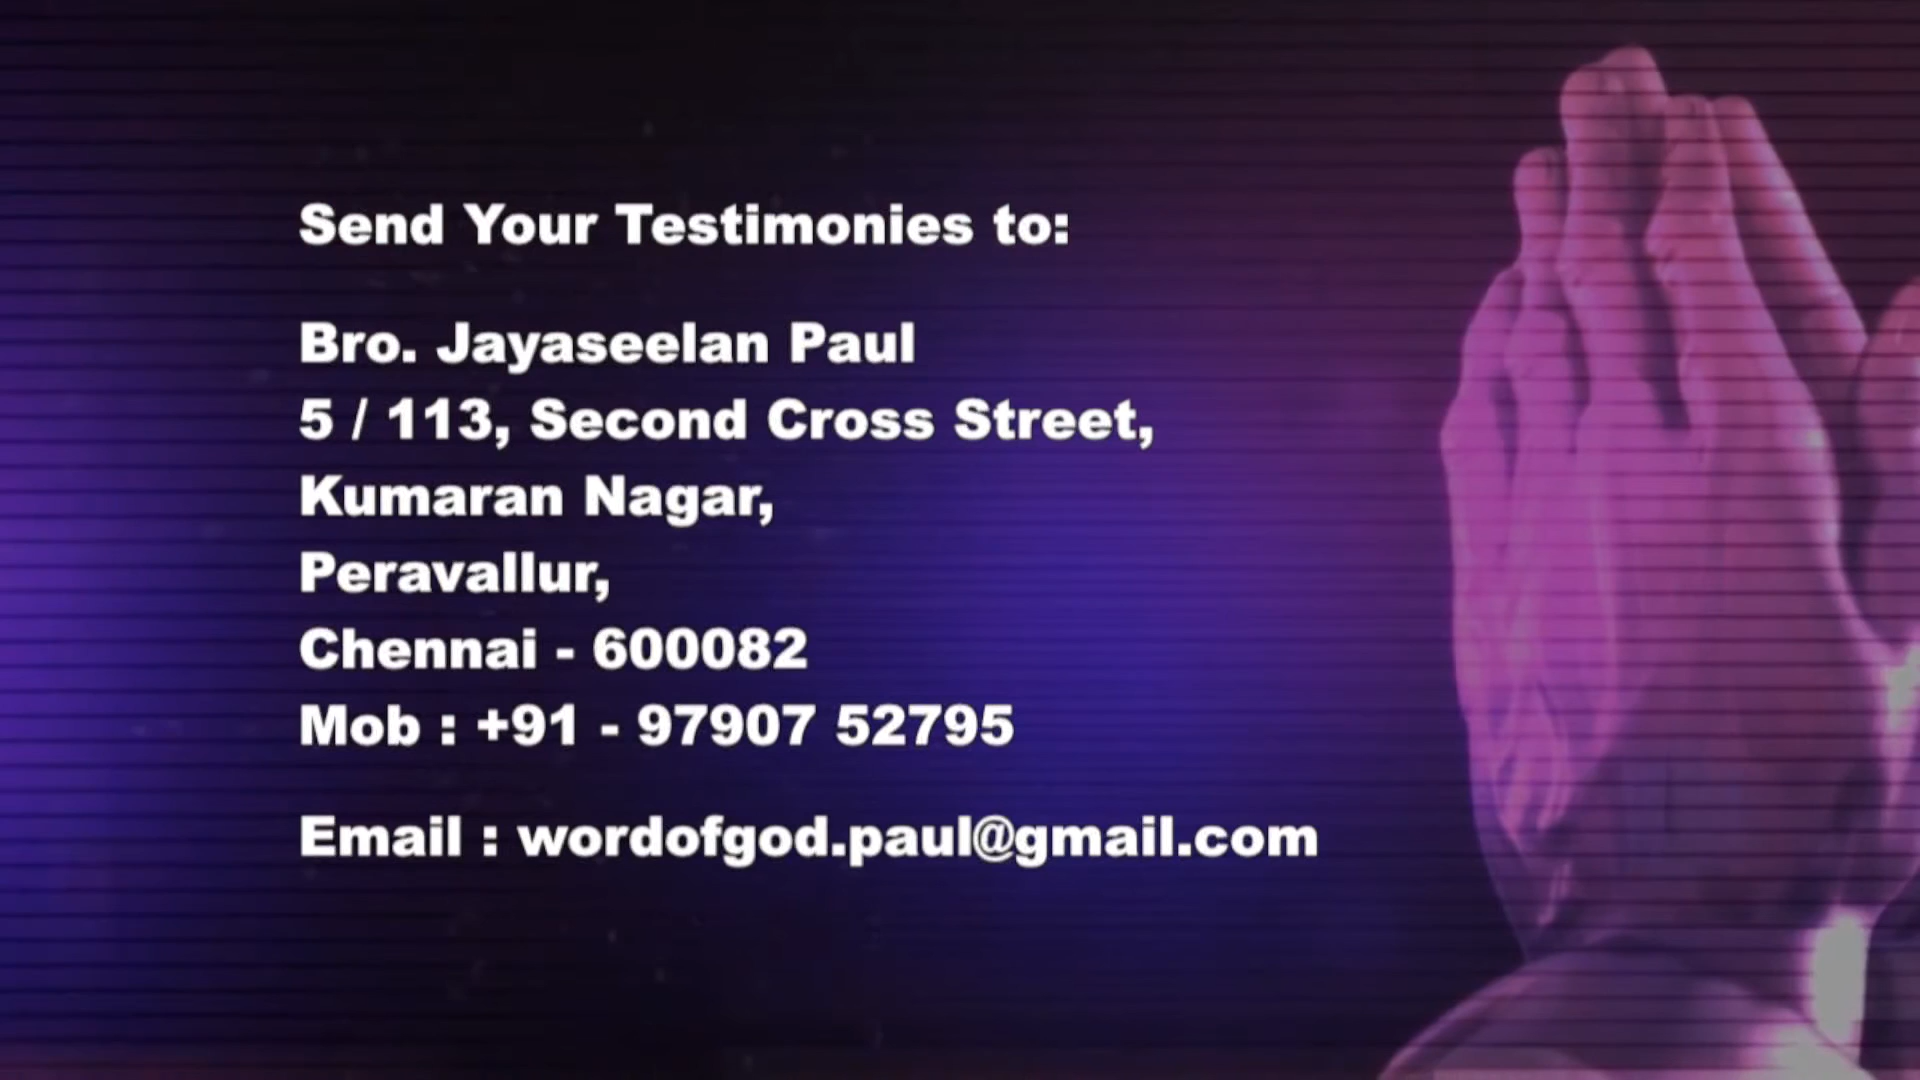 Send Your Testimonies to:
Bro. Jayaseelan Paul
5 / 113, Second Cross Street,
Kumaran Nagar,
Peravallur,
Chennai - 600082
Mob : +91 - 97907 52795
Email : wordofgod.paul@gmail.com